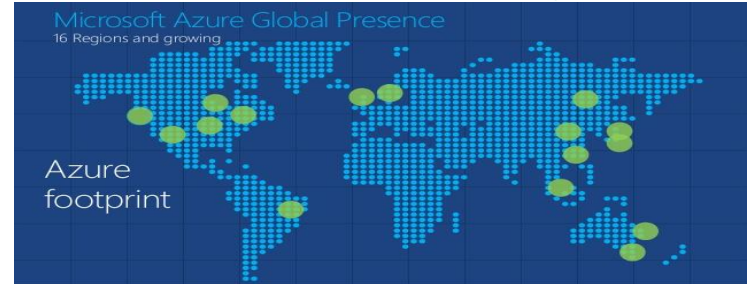 Microsoft Azure Global Presence
16 Regions and growing
Azure
footprint